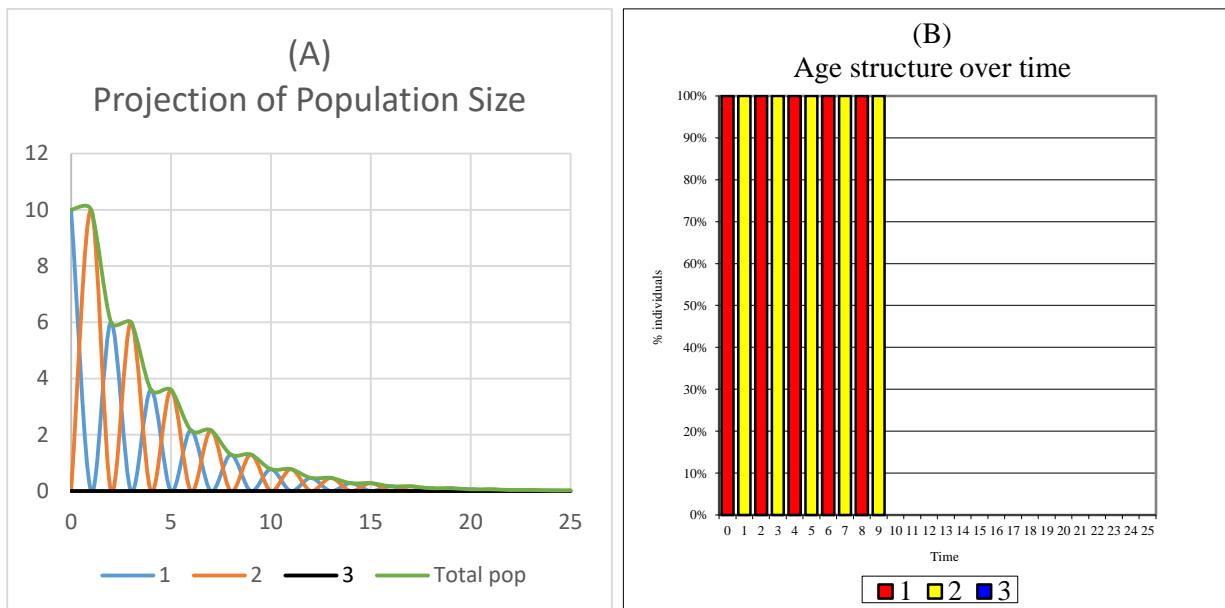 (A)
Projection of Population Size
12
10
8
6
4
2
0
0 5 10 15 20 25
1 2 3 Total pop
(B)
Age structure over time
100%
90%
80%
70%
60%
50%
40%
30%
20%
10%
0%
% individuals
0 1 2 3 4 5 6 7 8 9 10 11 12 13 14 15 16 17 18 19 20 21 22 23 24 25
Time
1 2 3